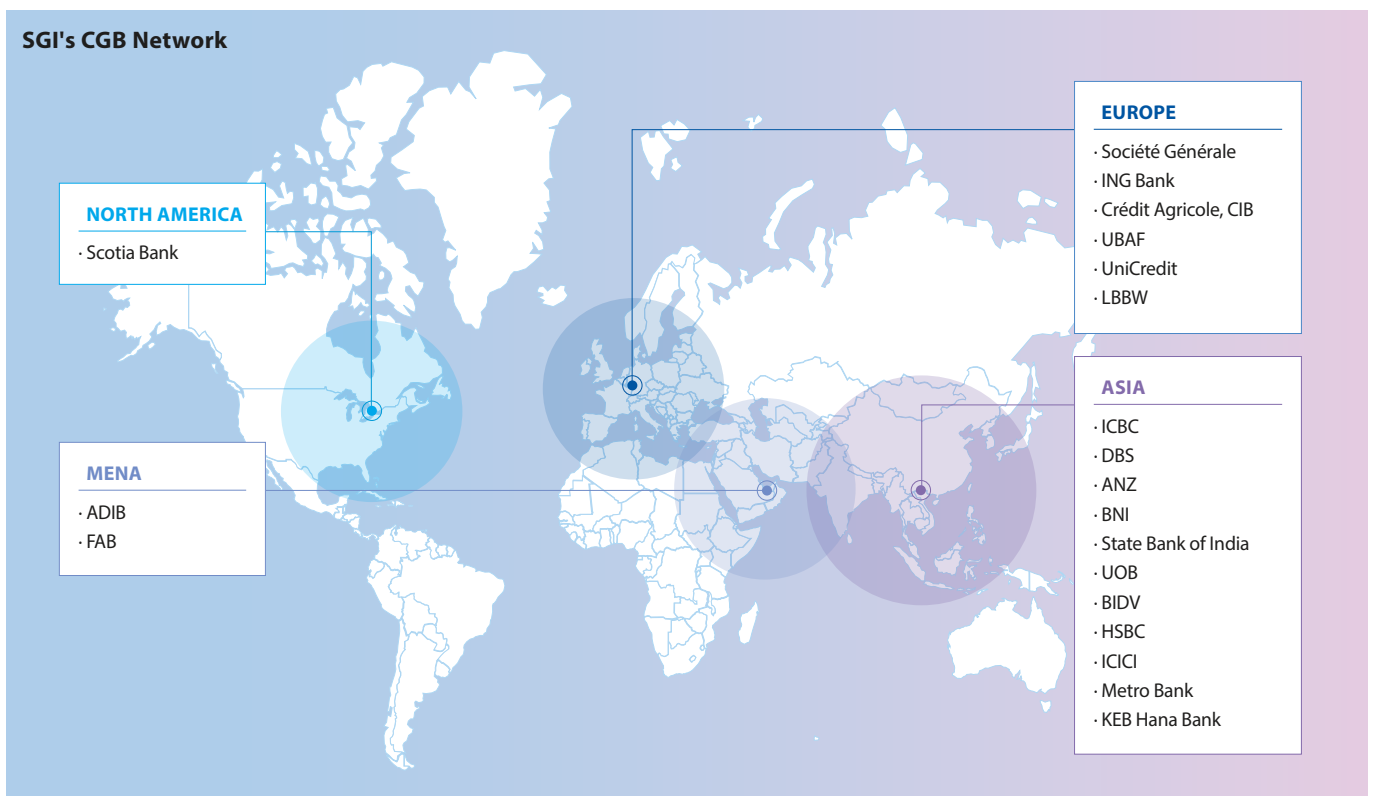 SGI's CGB Network
NORTH AMERICA
· Scotia Bank
MENA
· ADIB
· FAB
EUROPE
· Société Générale
· ING Bank
· Crédit Agricole, CIB
· UBAF
· UniCredit
· LBBW
ASIA
· ICBC
· DBS
· ANZ
· BNI
· State Bank of India
· UOB
· BIDV
· HSBC
· ICICI
· Metro Bank
· KEB Hana Bank